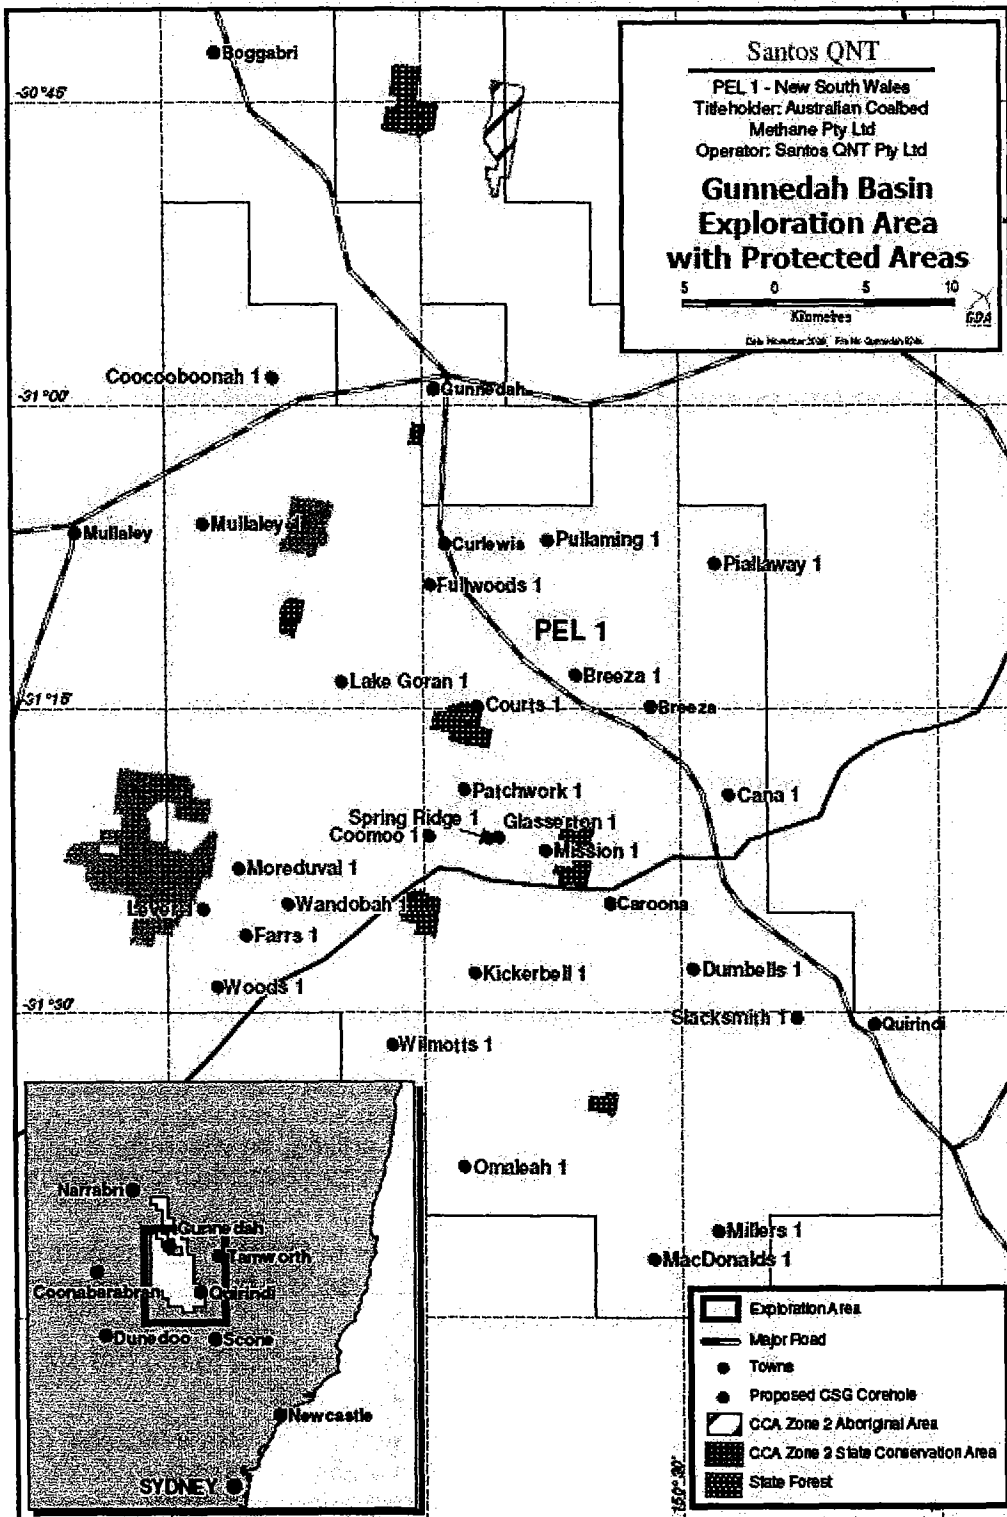 Boggabri
-30°45'
Santos QNT
PEL 1 - New South Wales
Titleholder: Australian Coalbed
Methane Pty Ltd
Operator: Santos QNT Pty Ltd
Gunnedah Basin
Exploration Area
with Protected Areas
5 0 5 10
Kilometres
GDA
Coocooboonah 1
Gunnedah
-31°00'
Mullaley
Mullaley 1
Curlewis
Pullaming 1
Piallaway 1
Fullwoods 1
PEL 1
Lake Goran 1
Breeza 1
-31°15'
Courts 1
Breeza
Patchwork 1
Cana 1
Spring Ridge 1
Glasserton 1
Coomoo 1
Mission 1
Moreduval 1
Wandobah 1
Caroona
Farrs 1
Kickerbell 1
Dumbells 1
Woods 1
-31°30'
Slacksmith 1
Quirindi
Wilmotts 1
Omaleah 1
Narrabri
Gunnedah
Tamworth
Coonabarabran
Quirindi
Dunedoo
Scone
Newcastle
SYDNEY
Millers 1
MacDonalds 1
150°30'
Exploration Area
Major Road
Towns
Proposed CSG Corehole
CCA Zone 2 Aboriginal Area
CCA Zone 3 State Conservation Area
State Forest